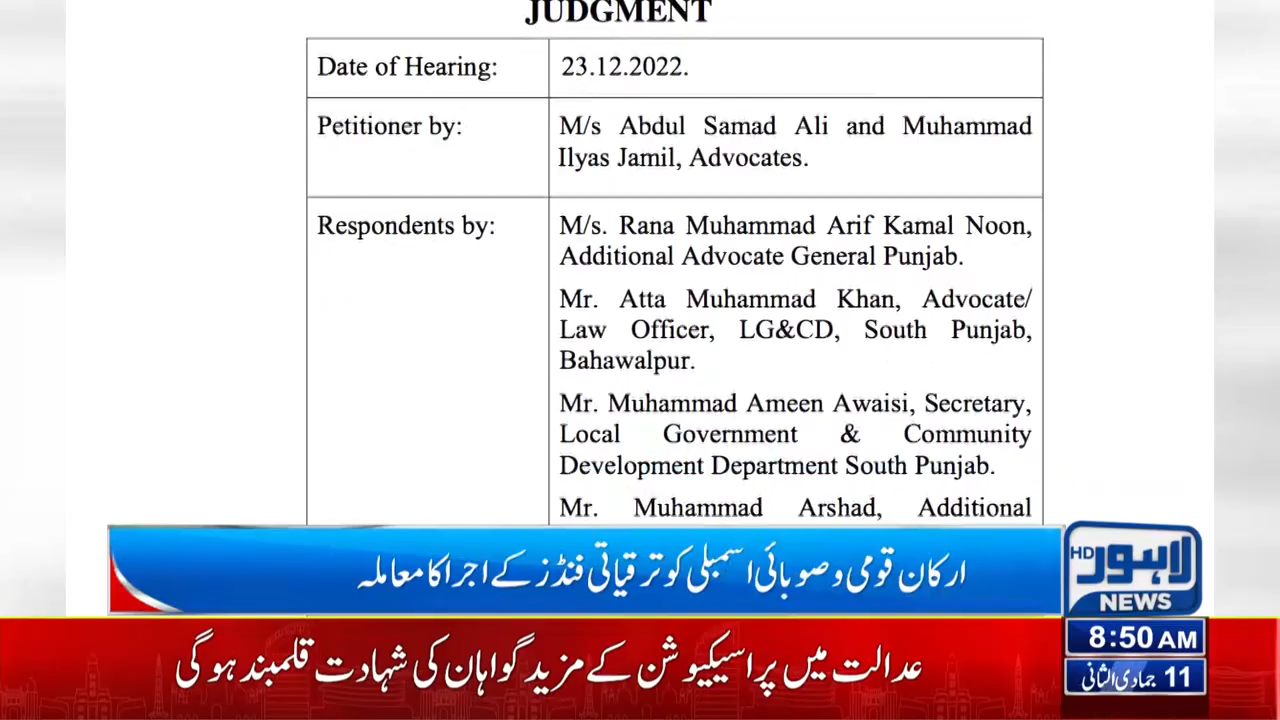 JUDGMENT
Date of Hearing:
23.12.2022.
Petitioner by:
M/s Abdul Samad Ali and Muhammad
Ilyas Jamil, Advocates.
Respondents by:
M/s. Rana Muhammad Arif Kamal Noon,
Additional Advocate General Punjab.
Mr. Atta Muhammad Khan, Advocate/
Law Officer, LG&CD, South Punjab,
Bahawalpur.
Mr. Muhammad Ameen Awaisi, Secretary,
Local Government & Community
Development Department South Punjab.
Mr. Muhammad Arshad, Additional
ارکان قومی و صوبائی اسمبلی کو ترقیاتی فنڈز کے اجرا کا معاملہ
HD
لاہور
NEWS
عدالت میں پراسیکیوشن کے مزید گواہان کی شہادت قلمبند ہو گی
8:50 AM
11 جمادی الثانی